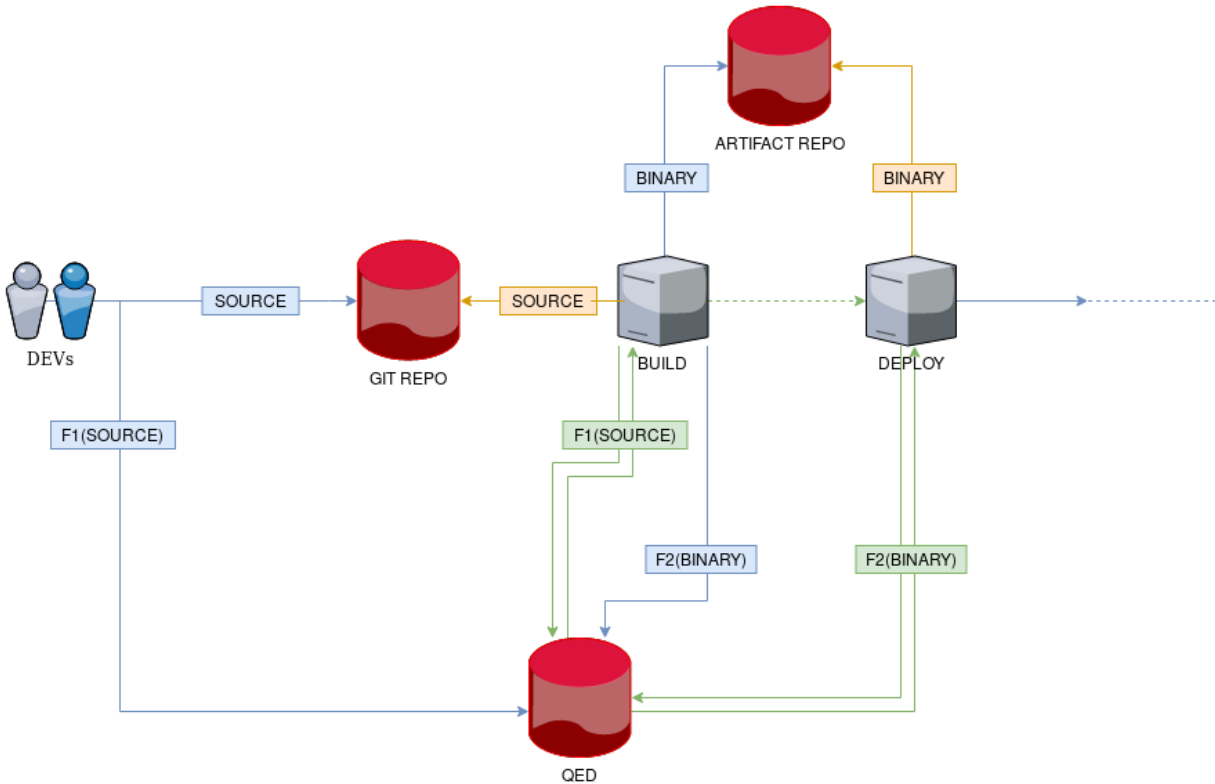 ARTIFACT REPO
BINARY
BINARY
SOURCE
SOURCE
DEVs
GIT REPO
BUILD
DEPLOY
F1(SOURCE)
F1(SOURCE)
F2(BINARY)
F2(BINARY)
QED